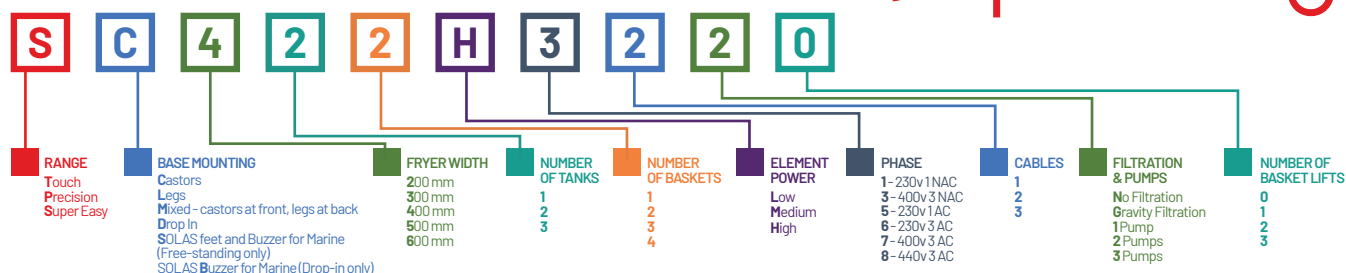 S C 4 2 2 H 3 2 2 0
RANGE
Touch
Precision
Super Easy
BASE MOUNTING
Castors
Legs
Mixed – castors at front, legs at back
Drop In
SOLAS feet and Buzzer for Marine
(Free-standing only)
SOLAS Buzzer for Marine (Drop-in only)
FRYER WIDTH
200 mm
300 mm
400 mm
500 mm
600 mm
NUMBER
OF TANKS
1
2
3
NUMBER
OF BASKETS
1
2
3
4
ELEMENT
POWER
Low
Medium
High
PHASE
1 - 230v 1 NAC
3 - 400v 3 NAC
5 - 230v 1 AC
6 - 230v 3 AC
7 - 400v 3 AC
8 - 440v 3 AC
CABLES
1
2
3
FILTRATION
& PUMPS
No Filtration
Gravity Filtration
1 Pump
2 Pumps
3 Pumps
NUMBER OF
BASKET LIFTS
0
1
2
3